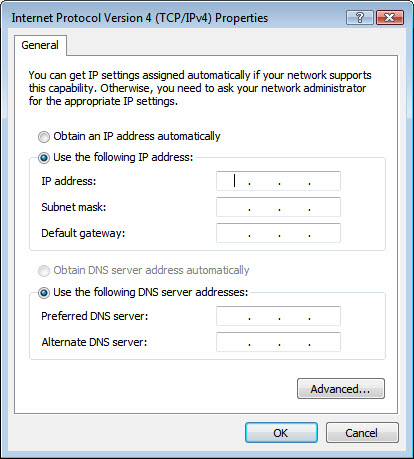 Internet Protocol Version 4 (TCP/IPv4) Properties
General
You can get IP settings assigned automatically if your network supports
this capability. Otherwise, you need to ask your network administrator
for the appropriate IP settings.
Obtain an IP address automatically
Use the following IP address:
IP address: . . .
Subnet mask: . . .
Default gateway: . . .
Obtain DNS server address automatically
Use the following DNS server addresses:
Preferred DNS server: . . .
Alternate DNS server: . . .
Advanced...
OK Cancel